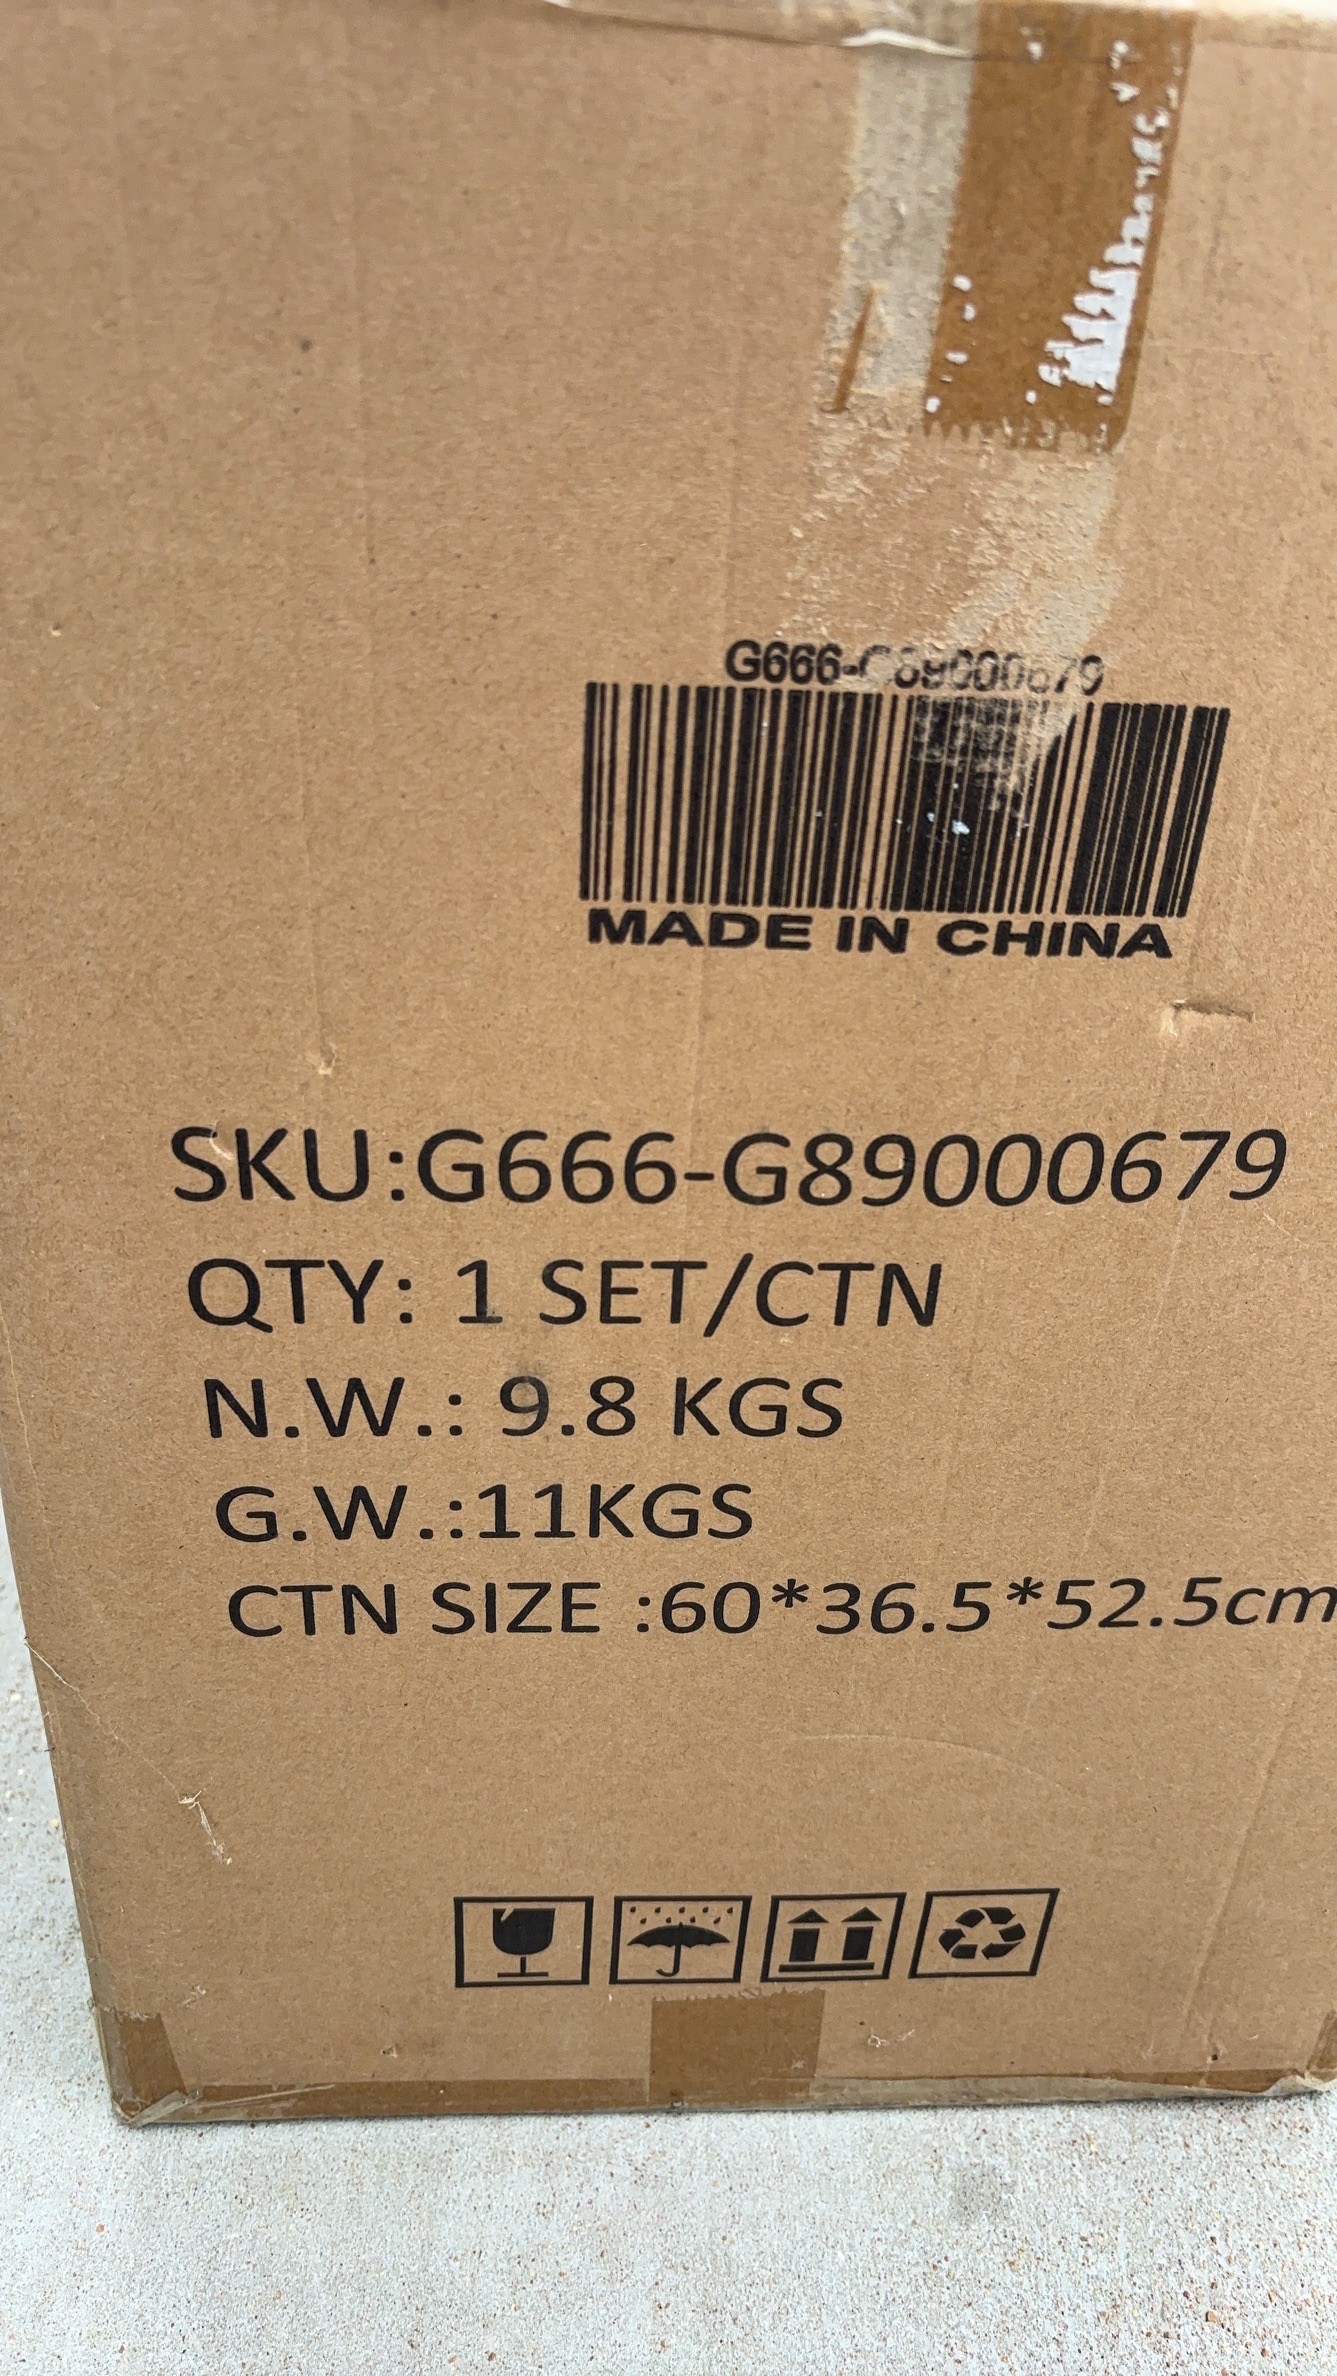 G666-G89000679
MADE IN CHINA
SKU:G666-G89000679
QTY: 1 SET/CTN
N.W.: 9.8 KGS
G.W.:11KGS
CTN SIZE :60*36.5*52.5cm